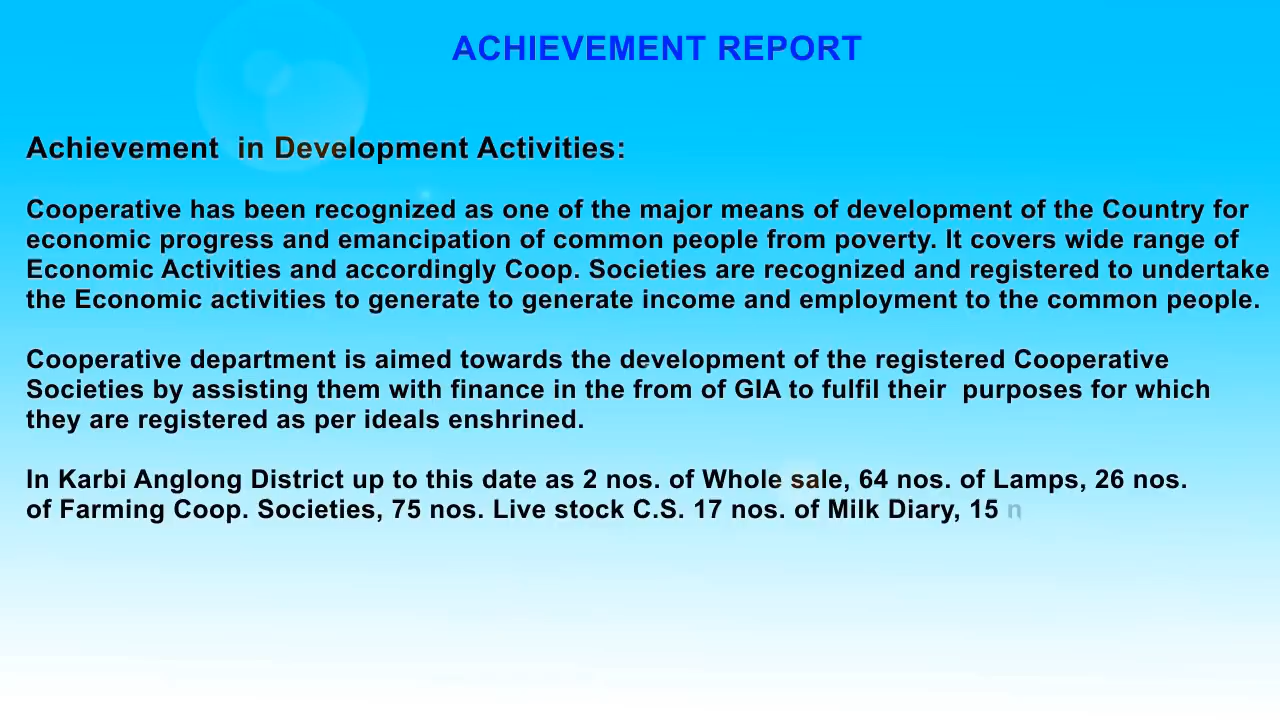 ACHIEVEMENT REPORT
Achievement  in Development Activities:
Cooperative has been recognized as one of the major means of development of the Country for
economic progress and emancipation of common people from poverty. It covers wide range of
Economic Activities and accordingly Coop. Societies are recognized and registered to undertake
the Economic activities to generate to generate income and employment to the common people.
Cooperative department is aimed towards the development of the registered Cooperative
Societies by assisting them with finance in the from of GIA to fulfil their  purposes for which
they are registered as per ideals enshrined.
In Karbi Anglong District up to this date as 2 nos. of Whole sale, 64 nos. of Lamps, 26 nos.
of Farming Coop. Societies, 75 nos. Live stock C.S. 17 nos. of Milk Diary, 15 n